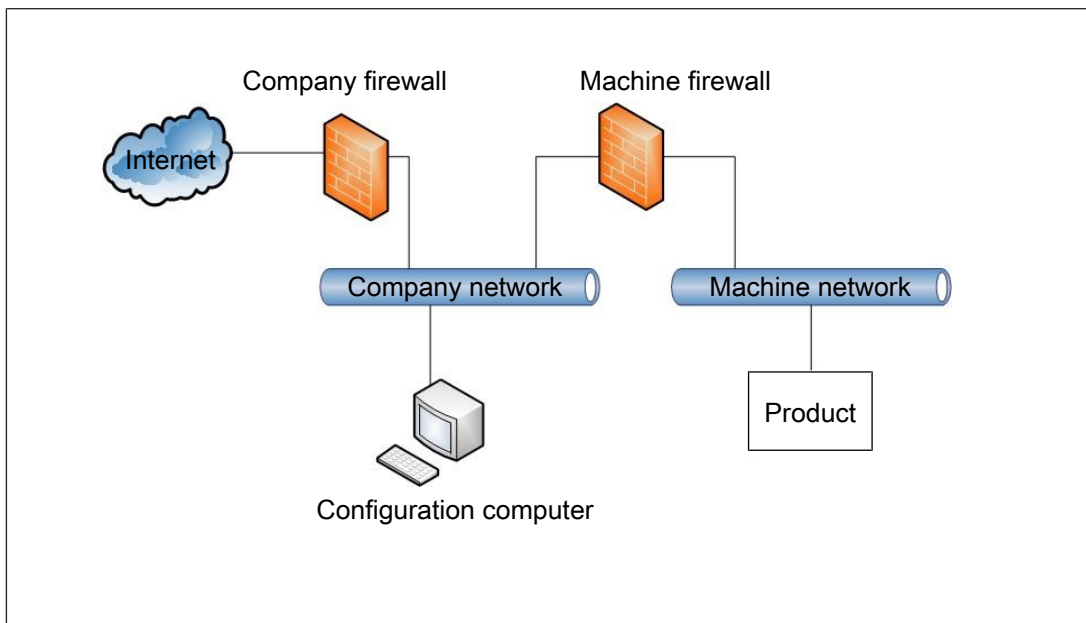 Company firewall
Machine firewall
Internet
Company network
Machine network
Product
Configuration computer